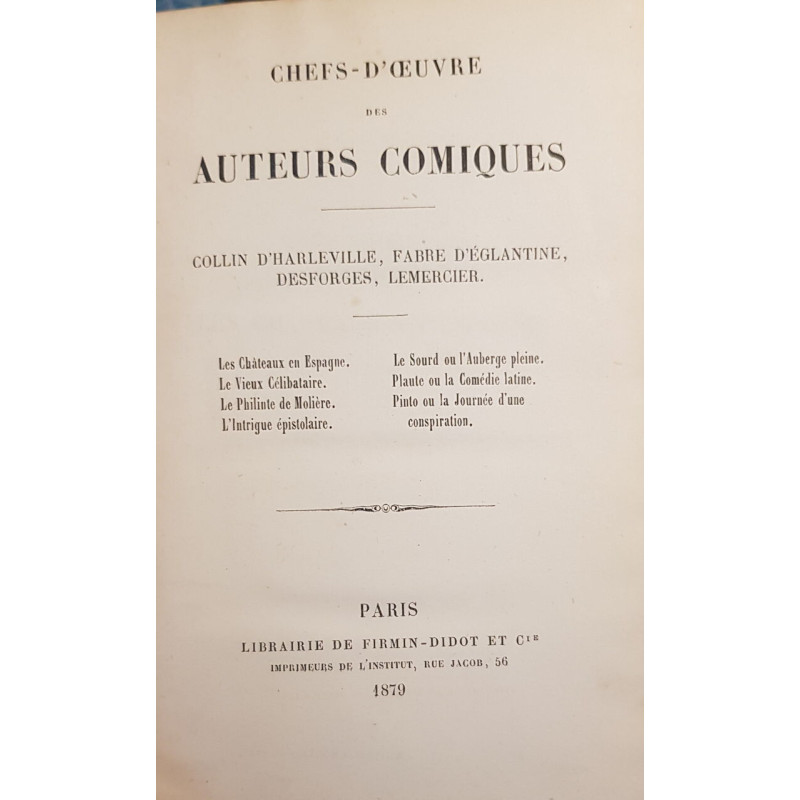 CHEFS-D'ŒUVRE
DES
AUTEURS COMIQUES
COLLIN D'HARLEVILLE, FABRE D'ÉGLANTINE,
DESFORGES, LEMERCIER.
Les Châteaux en Espagne.
Le Vieux Célibataire.
Le Philinte de Molière.
L'Intrigue épistolaire.
Le Sourd ou l'Auberge pleine.
Plaute ou la Comédie latine.
Pinto ou la Journée d'une
conspiration.
PARIS
LIBRAIRIE DE FIRMIN-DIDOT ET Cie
IMPRIMEURS DE L'INSTITUT, RUE JACOB, 56
1879